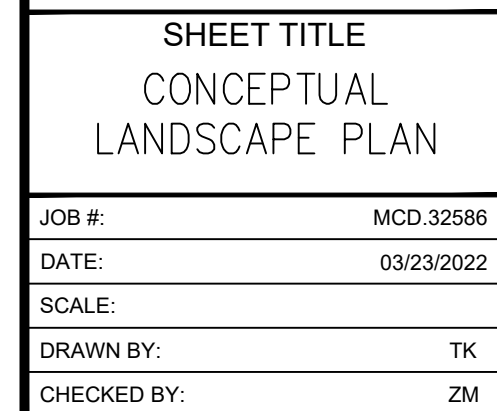 SHEET TITLE
CONCEPTUAL
LANDSCAPE PLAN
JOB #: MCD.32586
DATE: 03/23/2022
SCALE:
DRAWN BY: TK
CHECKED BY: ZM